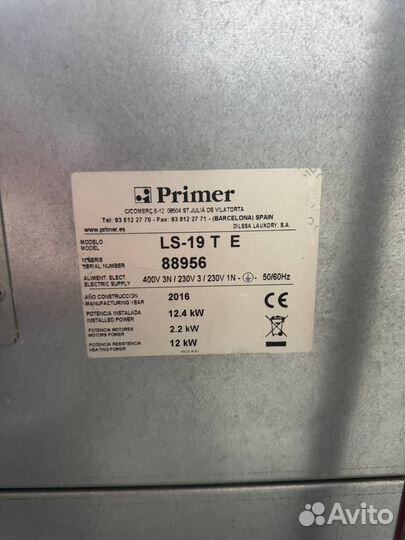 Primer
C/COMERÇ,8-12 08504 ST.JULIÀ DE VILATORTA
Tel: 93 812 27 70 - Fax: 93 812 27 71 - (BARCELONA) SPAIN
www.primer.es DILSSA LAUNDRY, S.A.
MODELO
MODEL LS-19 T E
NºSERIE
SERIAL NUMBER 88956
ALIMENT. ELECT
ELECTRIC SUPPLY 400V 3N / 230V 3 / 230V 1N - 50/60Hz
AÑO CONSTRUCCION
MANUFACTURING YEAR 2016
POTENCIA INSTALADA
INSTALLED POWER 12.4 kW
POTENCIA MOTORES
MOTORS POWER 2.2 kW
POTENCIA RESISTENCIA
HEATING POWER 12 kW
CE
Avito